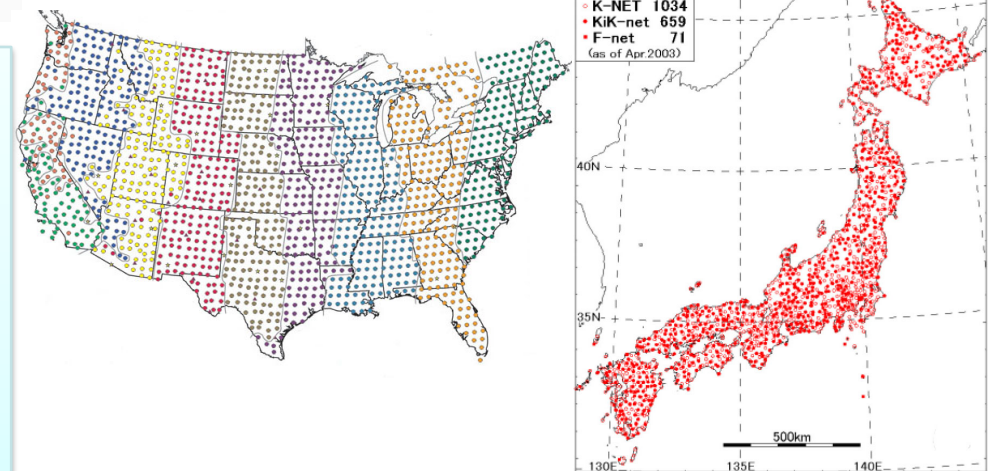 ○ K-NET 1034
● KiK-net 659
■ F-net 71
(as of Apr.2003)
40N
35N
500km
130E 135E 140E